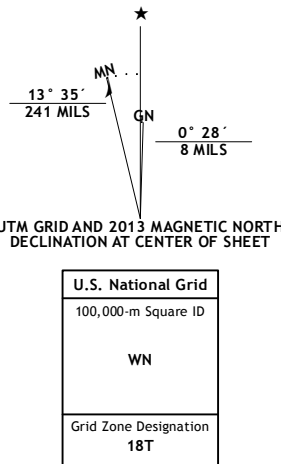 ★
MN
13° 35´
241 MILS
GN
0° 28´
8 MILS
UTM GRID AND 2013 MAGNETIC NORTH
DECLINATION AT CENTER OF SHEET
U.S. National Grid
100,000-m Square ID
WN
Grid Zone Designation
18T